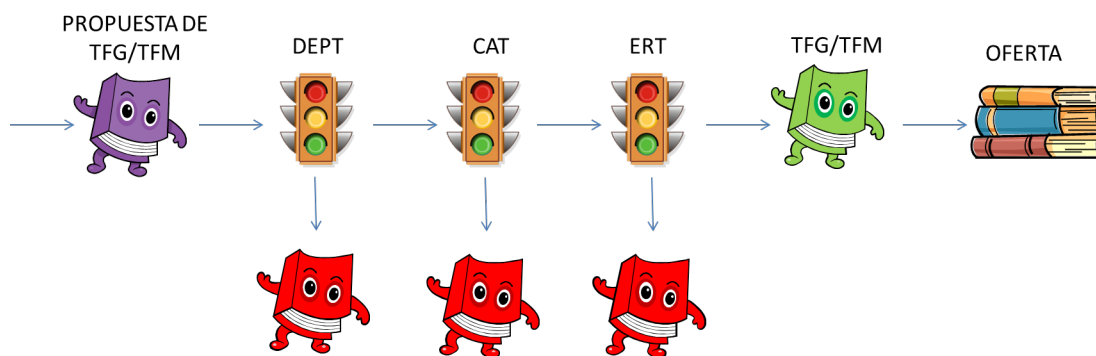 PROPUESTA DE
TFG/TFM
DEPT
CAT
ERT
TFG/TFM
OFERTA